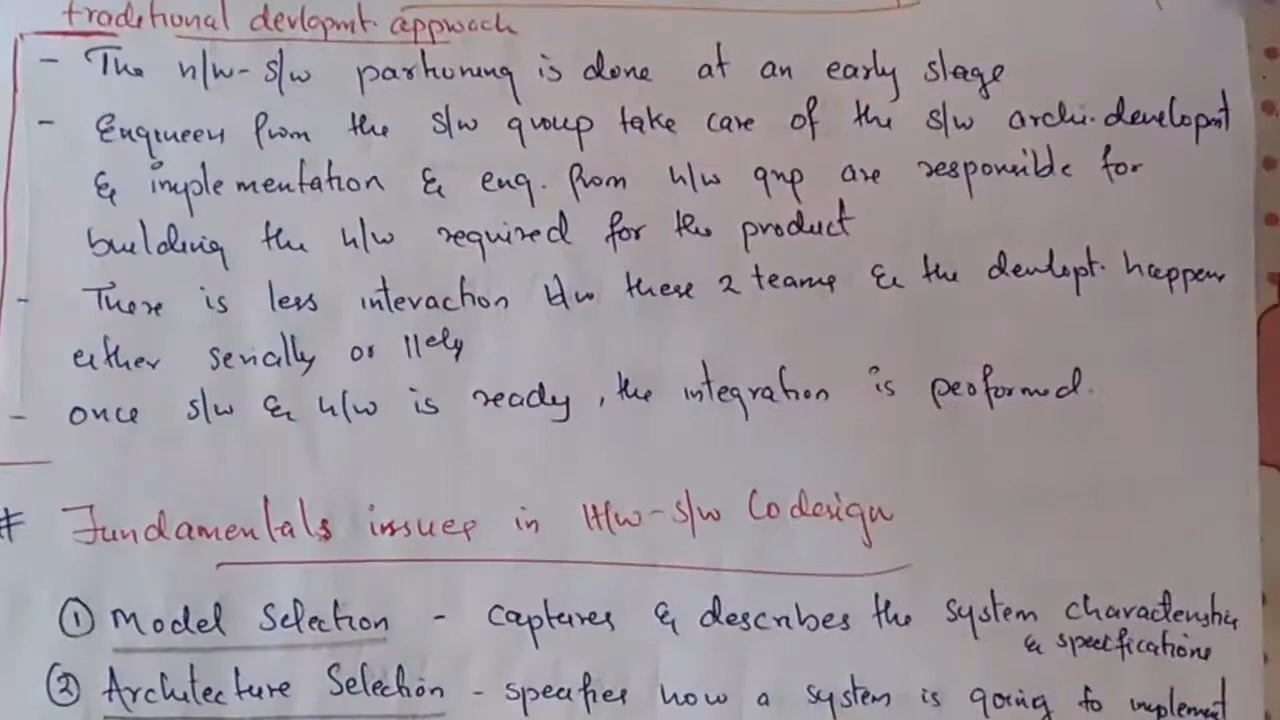 traditional devlopmt. approach
- The h/w - s/w partioning is done at an early stage
- Engineers from the s/w group take care of the s/w archi. developmt
& implementation & eng. from h/w grp are responsible for
building the h/w required for the product
- There is less interaction b/w these 2 teams & the devlopt. happens
either serially or llely
- once s/w & h/w is ready, the integration is performed.
# Fundamentals issues in H/w - s/w Codesign
① Model Selection - captures & describes the system characteristics
& specifications
② Architecture Selection - specifies how a system is going to implement